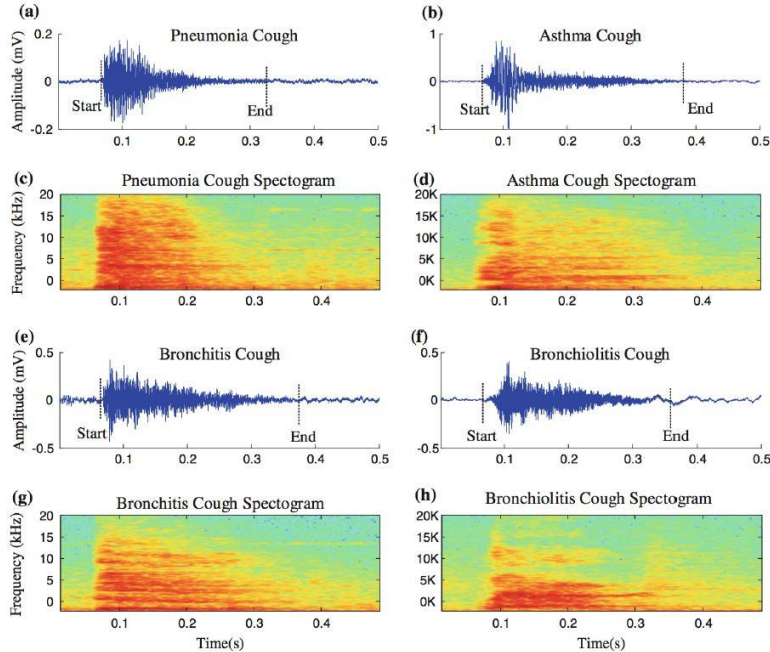 (a) Pneumonia Cough
Amplitude (mV)
0.2
0
-0.2
Start
End
0.1 0.2 0.3 0.4 0.5
(b) Asthma Cough
1
0
-1
Start
End
0.1 0.2 0.3 0.4 0.5
(c) Pneumonia Cough Spectogram
Frequency (kHz)
20
15
10
5
0
0.1 0.2 0.3 0.4
(d) Asthma Cough Spectogram
20K
15K
10K
5K
0K
0.1 0.2 0.3 0.4
(e) Bronchitis Cough
Amplitude (mV)
0.5
0
-0.5
Start
End
0.1 0.2 0.3 0.4 0.5
(f) Bronchiolitis Cough
0.5
0
-0.5
Start
End
0.1 0.2 0.3 0.4 0.5
(g) Bronchitis Cough Spectogram
Frequency (kHz)
20
15
10
5
0
0.1 0.2 0.3 0.4
Time(s)
(h) Bronchiolitis Cough Spectogram
20K
15K
10K
5K
0K
0.1 0.2 0.3 0.4
Time(s)